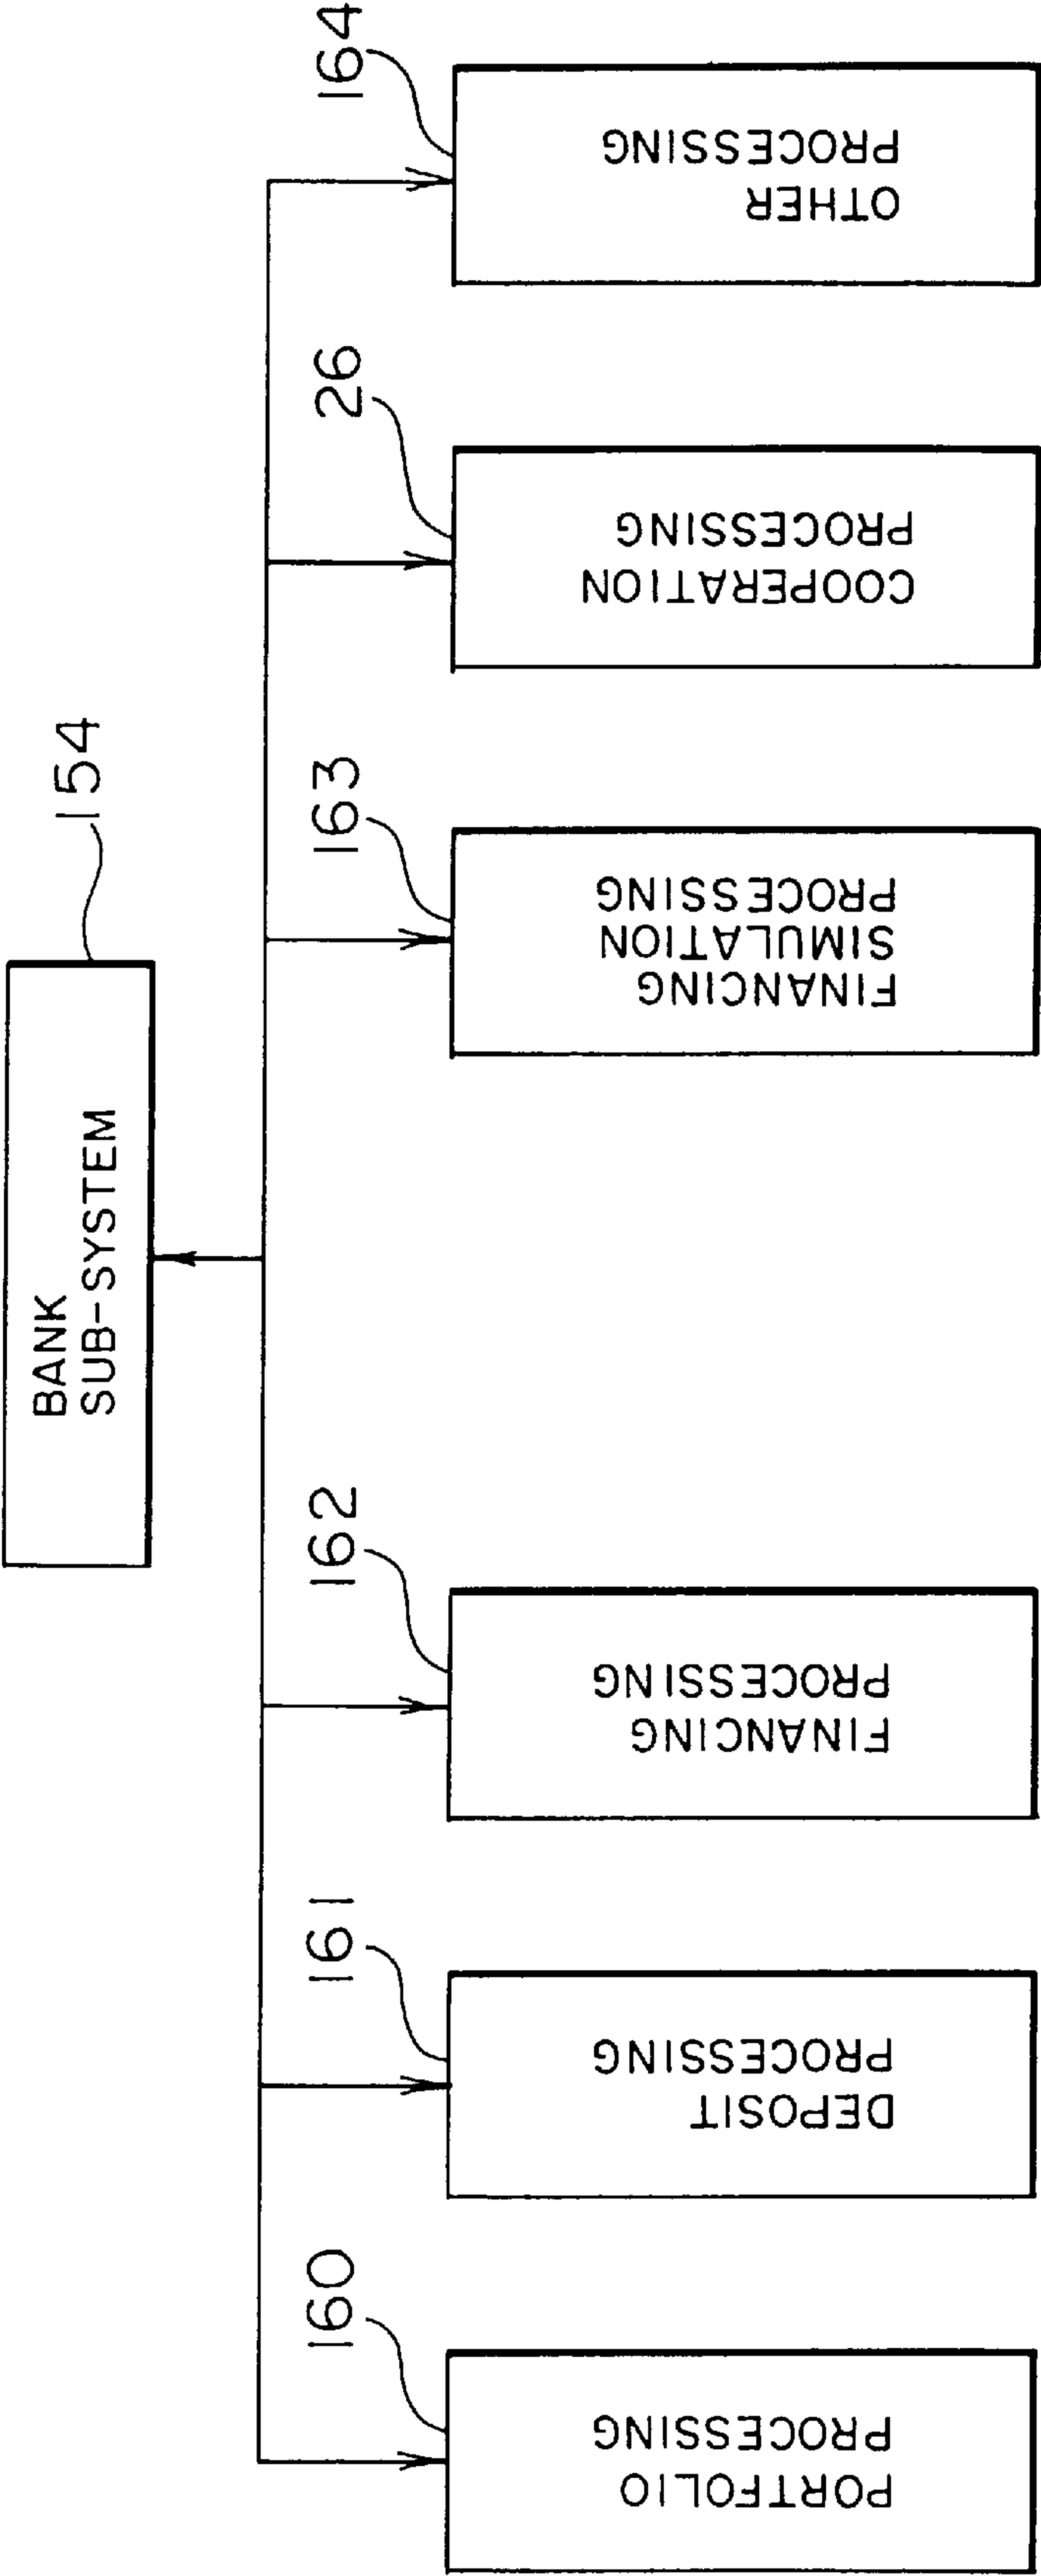 BANK
SUB-SYSTEM
154
160
PORTFOLIO
PROCESSING
161
DEPOSIT
PROCESSING
162
FINANCING
PROCESSING
163
FINANCING
SIMULATION
PROCESSING
26
COOPERATION
PROCESSING
164
OTHER
PROCESSING